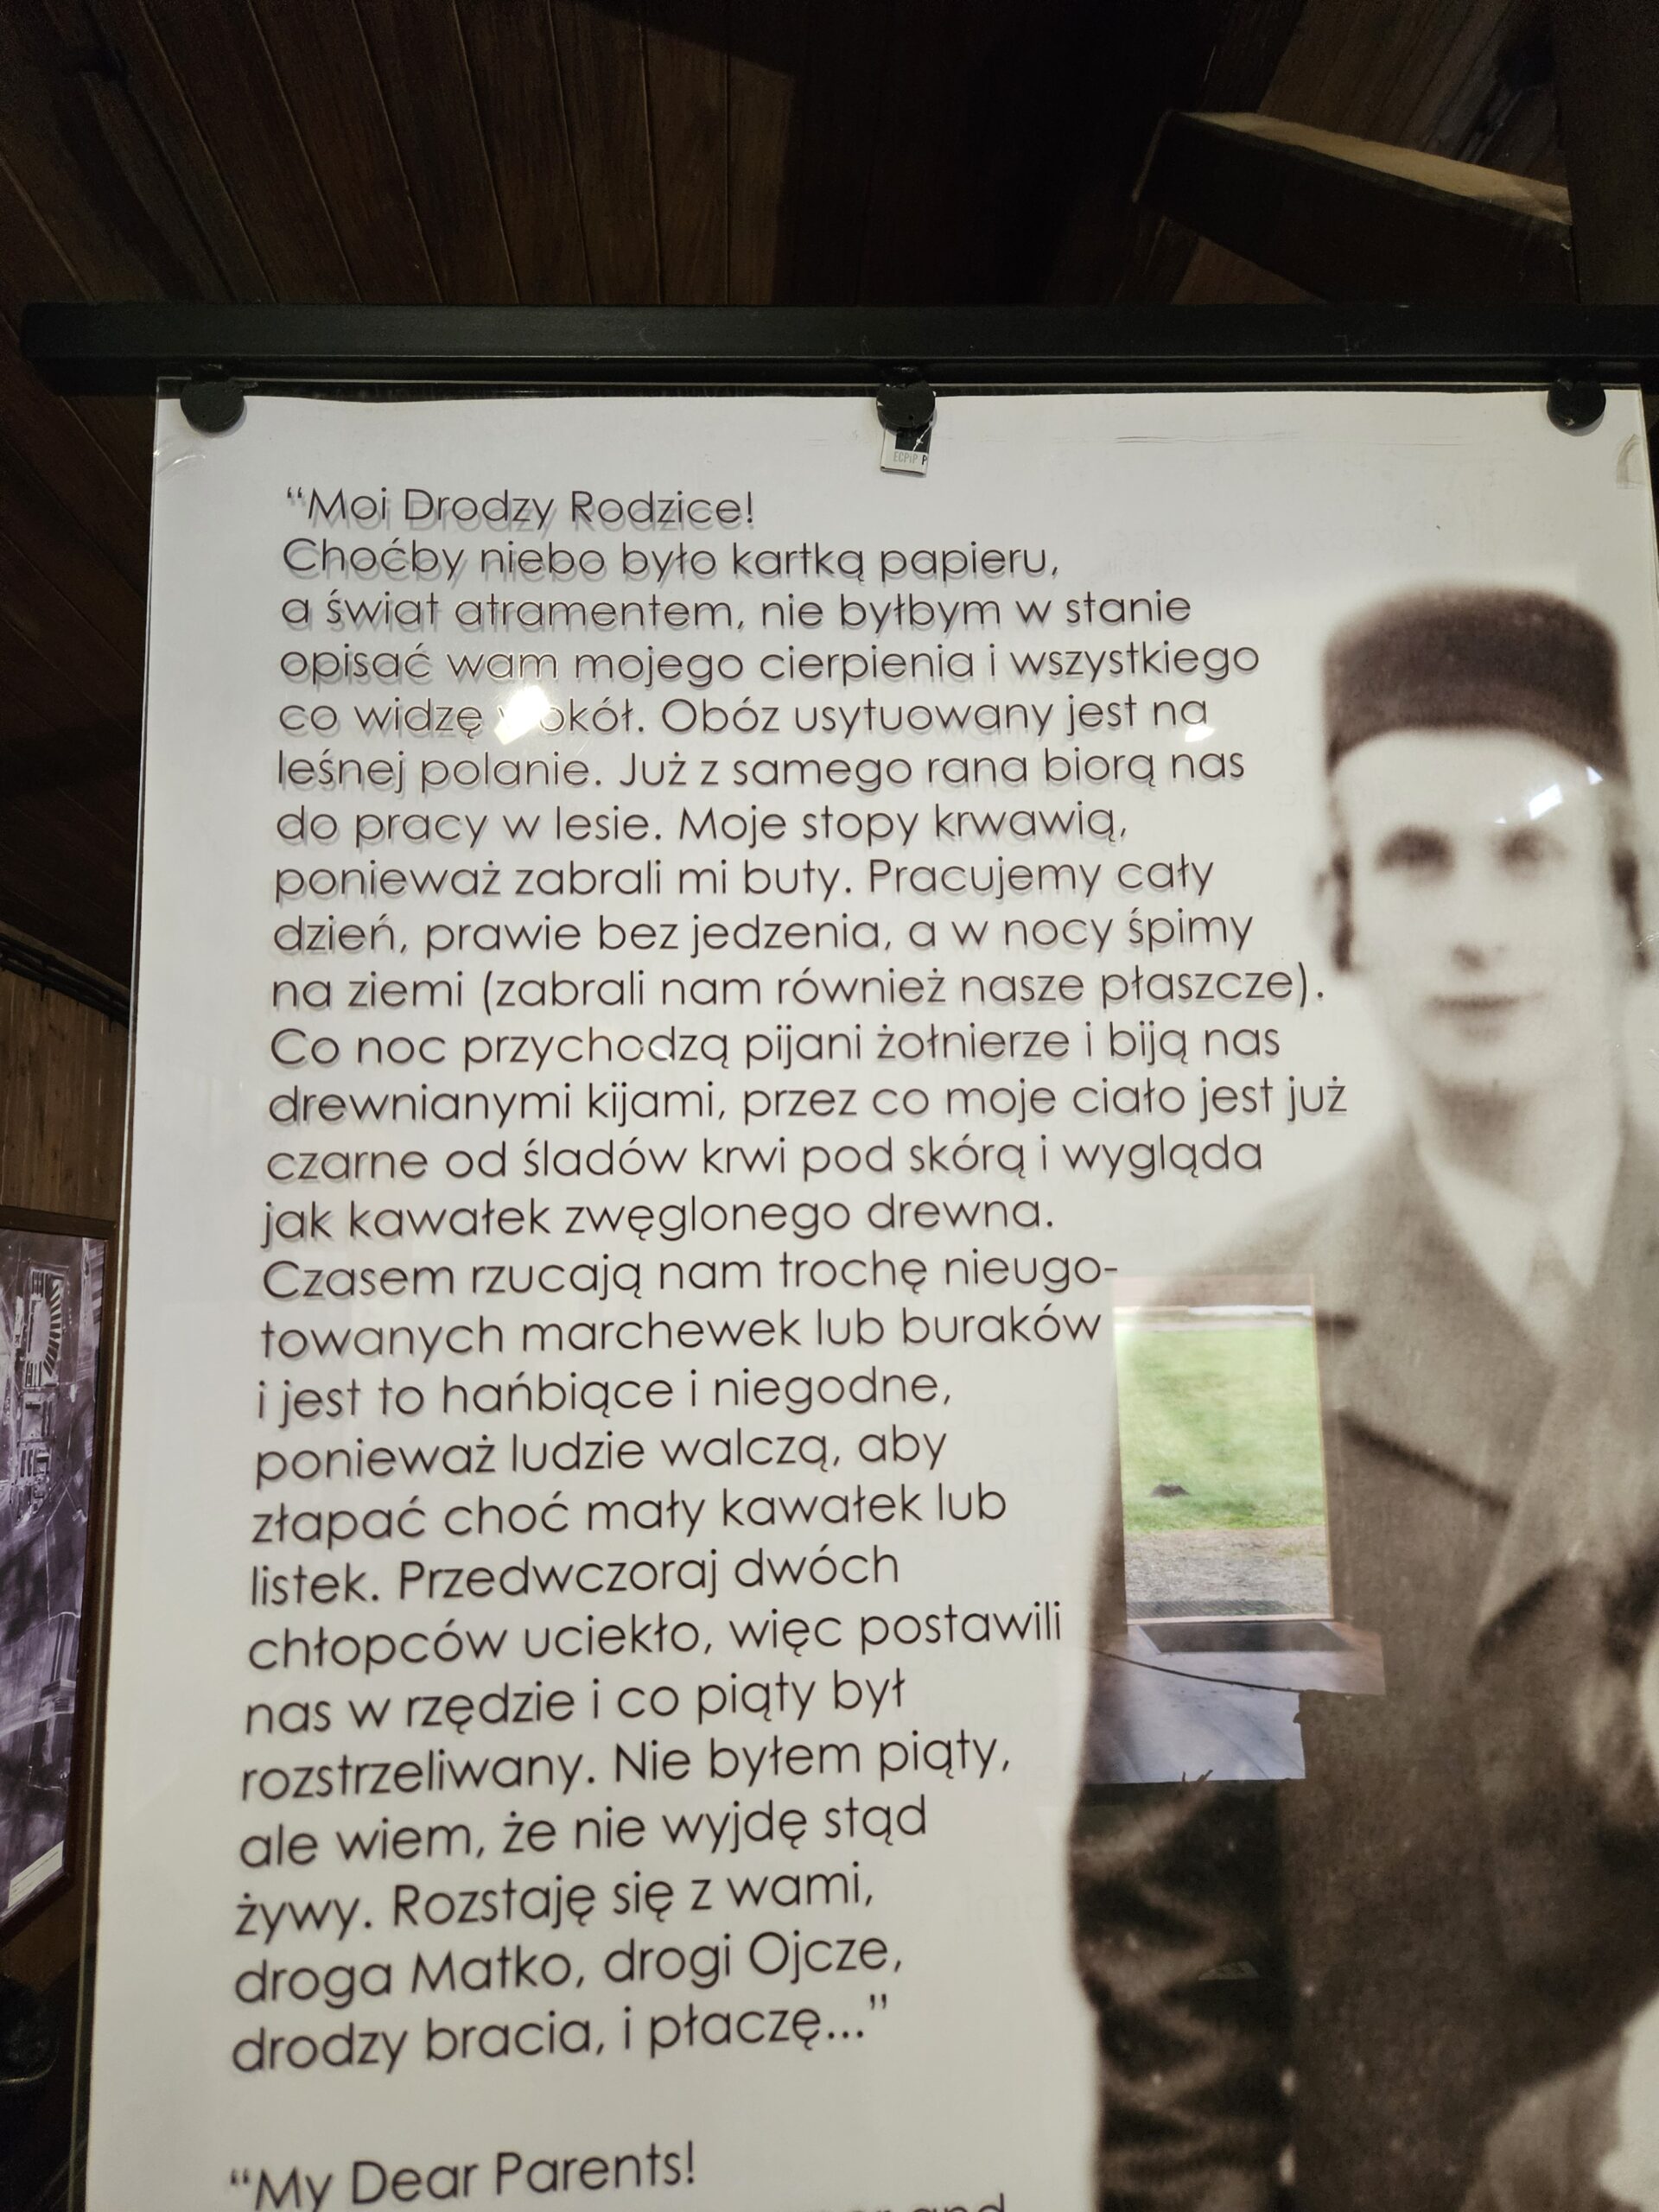 “Moi Drodzy Rodzice!
Choćby niebo było kartką papieru,
a świat atramentem, nie byłbym w stanie
opisać wam mojego cierpienia i wszystkiego
co widzę wokół. Obóz usytuowany jest na
leśnej polanie. Już z samego rana biorą nas
do pracy w lesie. Moje stopy krwawią,
ponieważ zabrali mi buty. Pracujemy cały
dzień, prawie bez jedzenia, a w nocy śpimy
na ziemi (zabrali nam również nasze płaszcze).
Co noc przychodzą pijani żołnierze i biją nas
drewnianymi kijami, przez co moje ciało jest już
czarne od śladów krwi pod skórą i wygląda
jak kawałek zwęglonego drewna.
Czasem rzucają nam trochę nieugo-
towanych marchewek lub buraków
i jest to hańbiące i niegodne,
ponieważ ludzie walczą, aby
złapać choć mały kawałek lub
listek. Przedwczoraj dwóch
chłopców uciekło, więc postawili
nas w rzędzie i co piąty był
rozstrzeliwany. Nie byłem piąty,
ale wiem, że nie wyjdę stąd
żywy. Rozstaję się z wami,
droga Matko, drogi Ojcze,
drodzy bracia, i płaczę...”
“My Dear Parents!
and